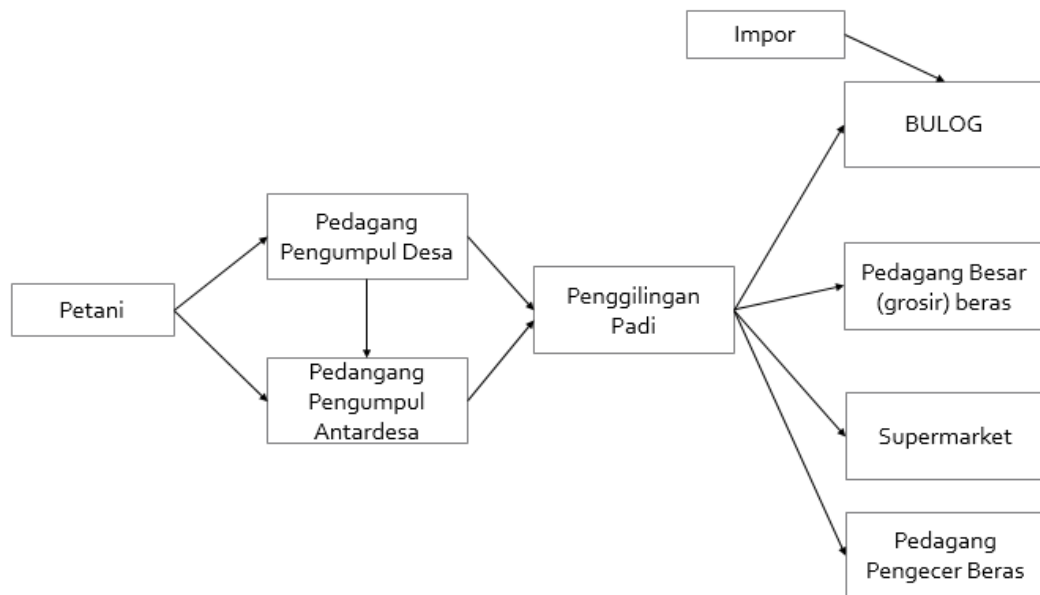 Impor
BULOG
Pedagang
Pengumpul Desa
Pedagang Besar
(grosir) beras
Petani
Penggilingan
Padi
Pedangang
Pengumpul
Antardesa
Supermarket
Pedagang
Pengecer Beras